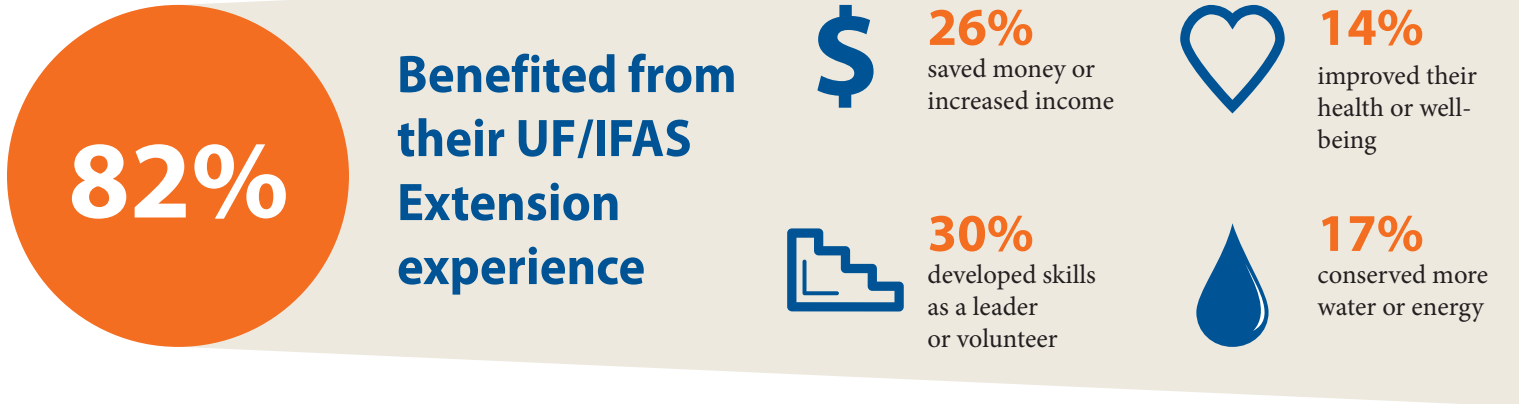 82%
Benefited from
their UF/IFAS
Extension
experience
$
26%
saved money or
increased income
14%
improved their
health or well-
being
30%
developed skills
as a leader
or volunteer
17%
conserved more
water or energy